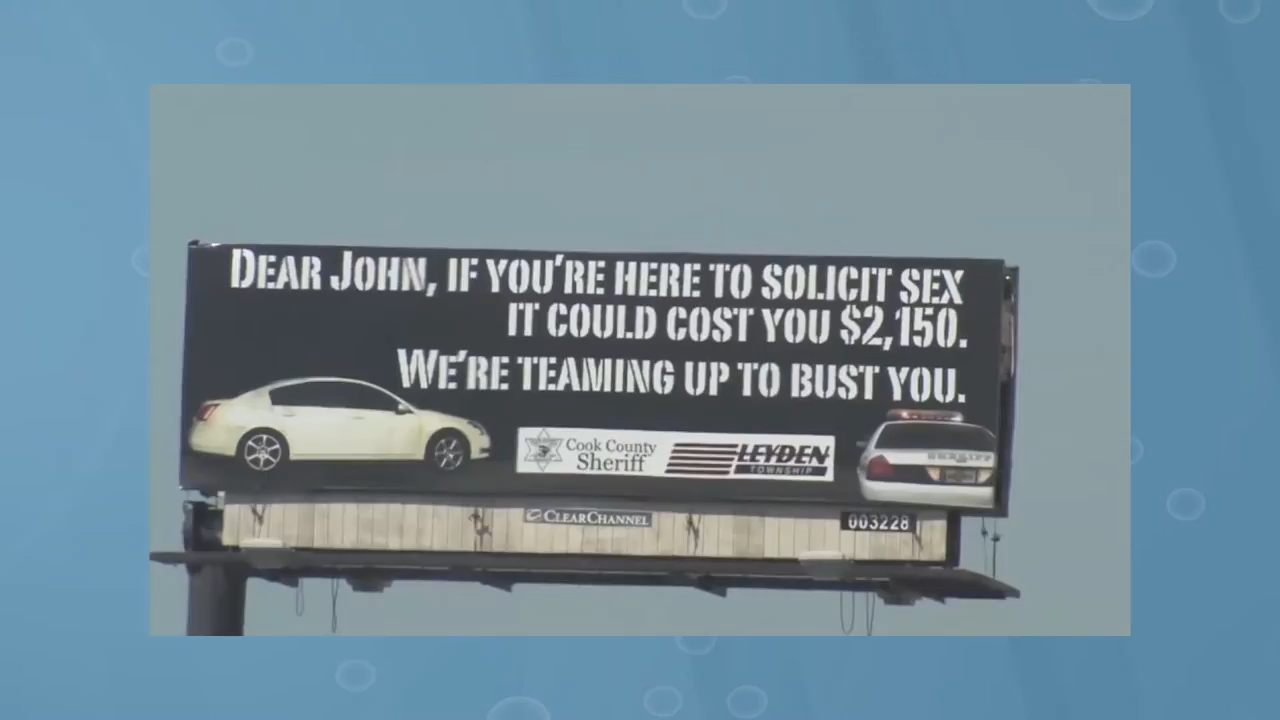 DEAR JOHN, IF YOU'RE HERE TO SOLICIT SEX
IT COULD COST YOU $2,150.
WE'RE TEAMING UP TO BUST YOU.
Cook County
Sheriff
LEYDEN
TOWNSHIP
SHERIFF
CLEARCHANNEL
003228